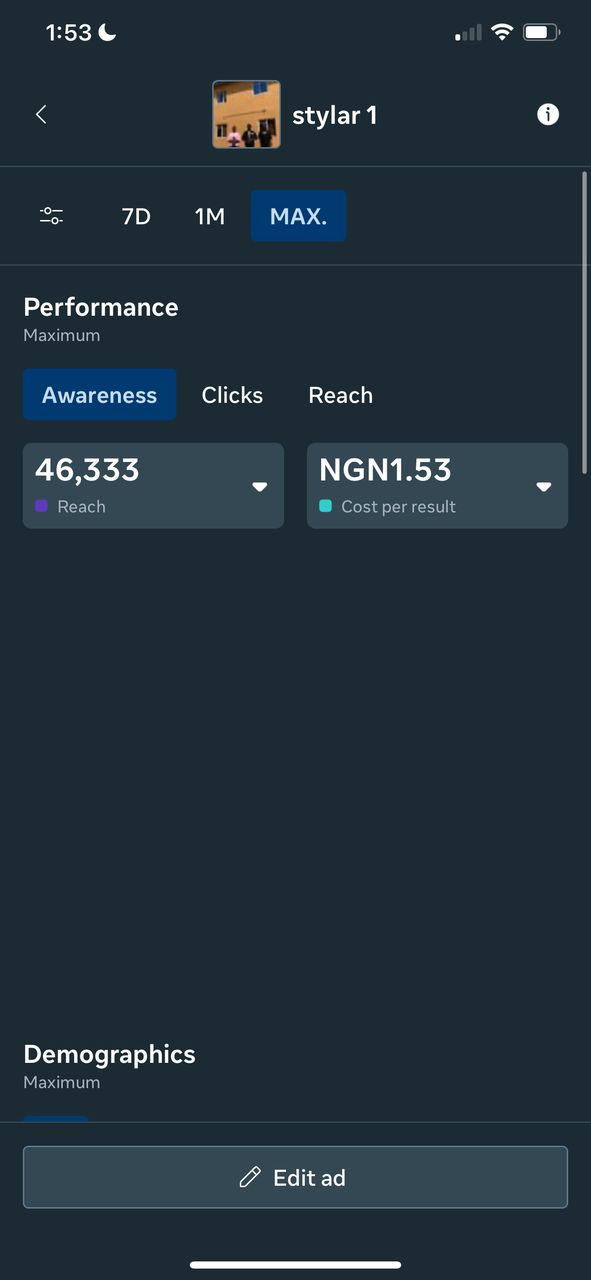 1:53
stylar 1
7D 1M MAX.
Performance
Maximum
Awareness Clicks Reach
46,333 NGN1.53
Reach Cost per result
Demographics
Maximum
Edit ad